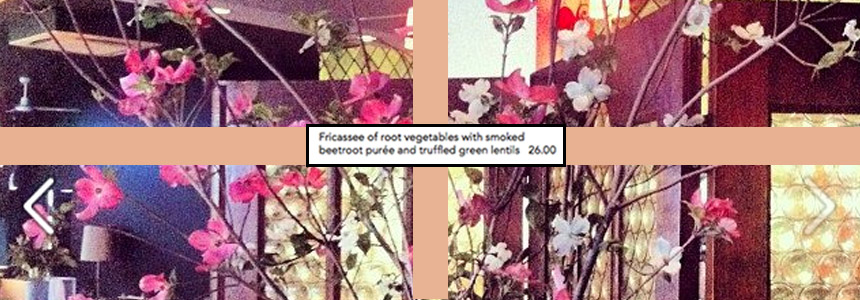 Fricassee of root vegetables with smoked
beetroot purée and truffled green lentils 26.00